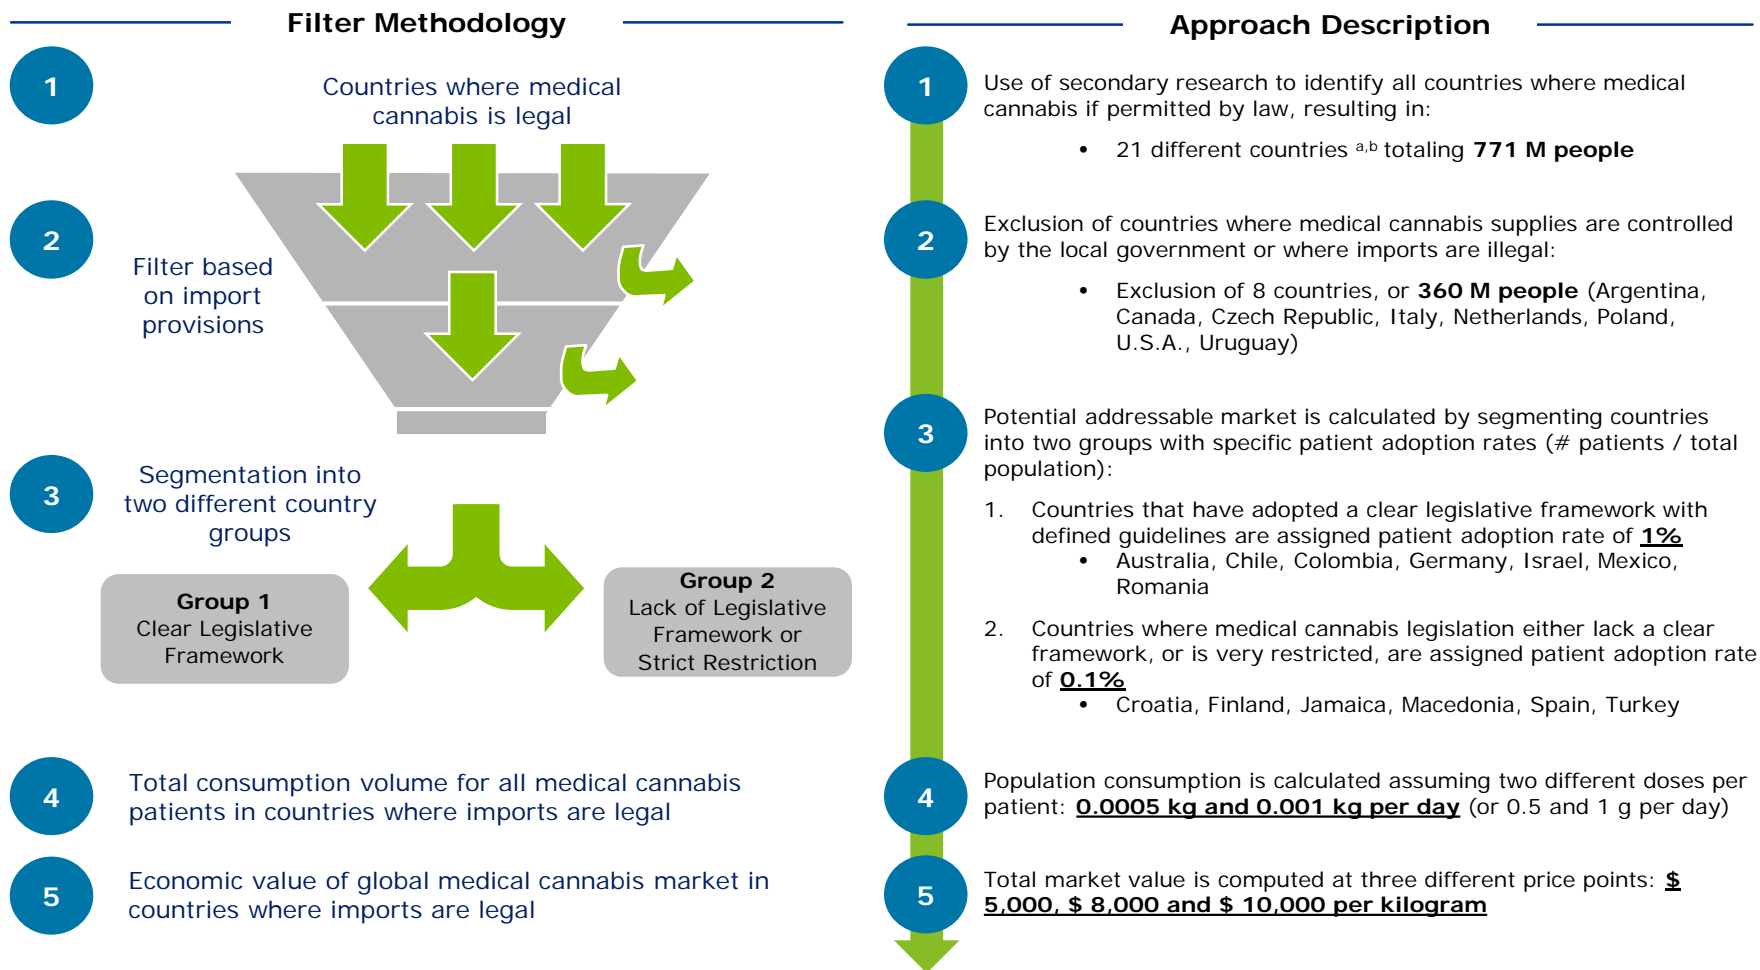 Filter Methodology
1
Countries where medical
cannabis is legal
2
Filter based
on import
provisions
3
Segmentation into
two different country
groups
Group 1
Clear Legislative
Framework
Group 2
Lack of Legislative
Framework or
Strict Restriction
4
Total consumption volume for all medical cannabis
patients in countries where imports are legal
5
Economic value of global medical cannabis market in
countries where imports are legal
Approach Description
1
Use of secondary research to identify all countries where medical
cannabis if permitted by law, resulting in:
• 21 different countries a,b totaling 771 M people
2
Exclusion of countries where medical cannabis supplies are controlled
by the local government or where imports are illegal:
• Exclusion of 8 countries, or 360 M people (Argentina,
Canada, Czech Republic, Italy, Netherlands, Poland,
U.S.A., Uruguay)
3
Potential addressable market is calculated by segmenting countries
into two groups with specific patient adoption rates (# patients / total
population):
1. Countries that have adopted a clear legislative framework with
defined guidelines are assigned patient adoption rate of 1%
• Australia, Chile, Colombia, Germany, Israel, Mexico,
Romania
2. Countries where medical cannabis legislation either lack a clear
framework, or is very restricted, are assigned patient adoption rate
of 0.1%
• Croatia, Finland, Jamaica, Macedonia, Spain, Turkey
4
Population consumption is calculated assuming two different doses per
patient: 0.0005 kg and 0.001 kg per day (or 0.5 and 1 g per day)
5
Total market value is computed at three different price points: $
5,000, $ 8,000 and $ 10,000 per kilogram